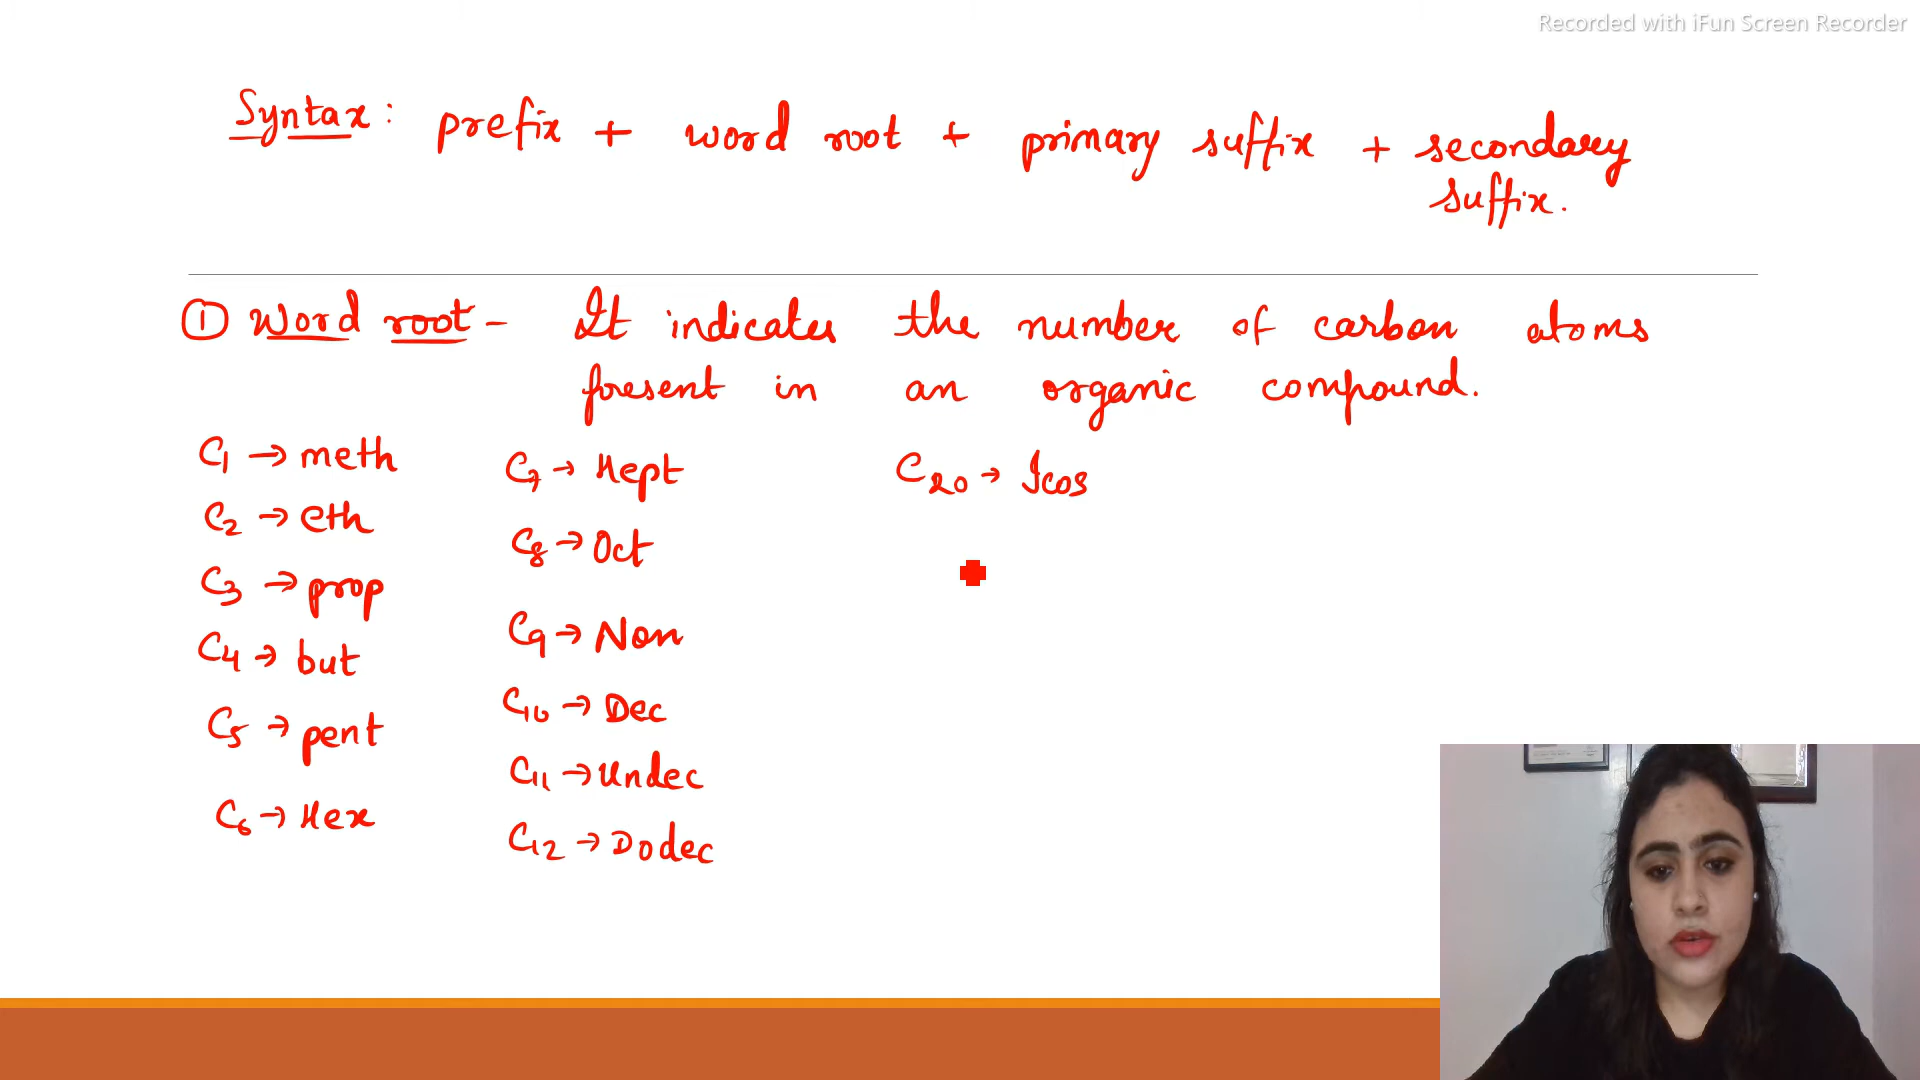 Recorded with iFun Screen Recorder
Syntax: prefix + word root + primary suffix + secondary
suffix.
① Word root - It indicates the number of carbon atoms
present in an organic compound.
C1 → meth
C2 → eth
C3 → prop
C4 → but
C5 → pent
C6 → Hex
C7 → Hept
C8 → Oct
C9 → Non
C10 → Dec
C11 → Undec
C12 → Dodec
C20 → Icos